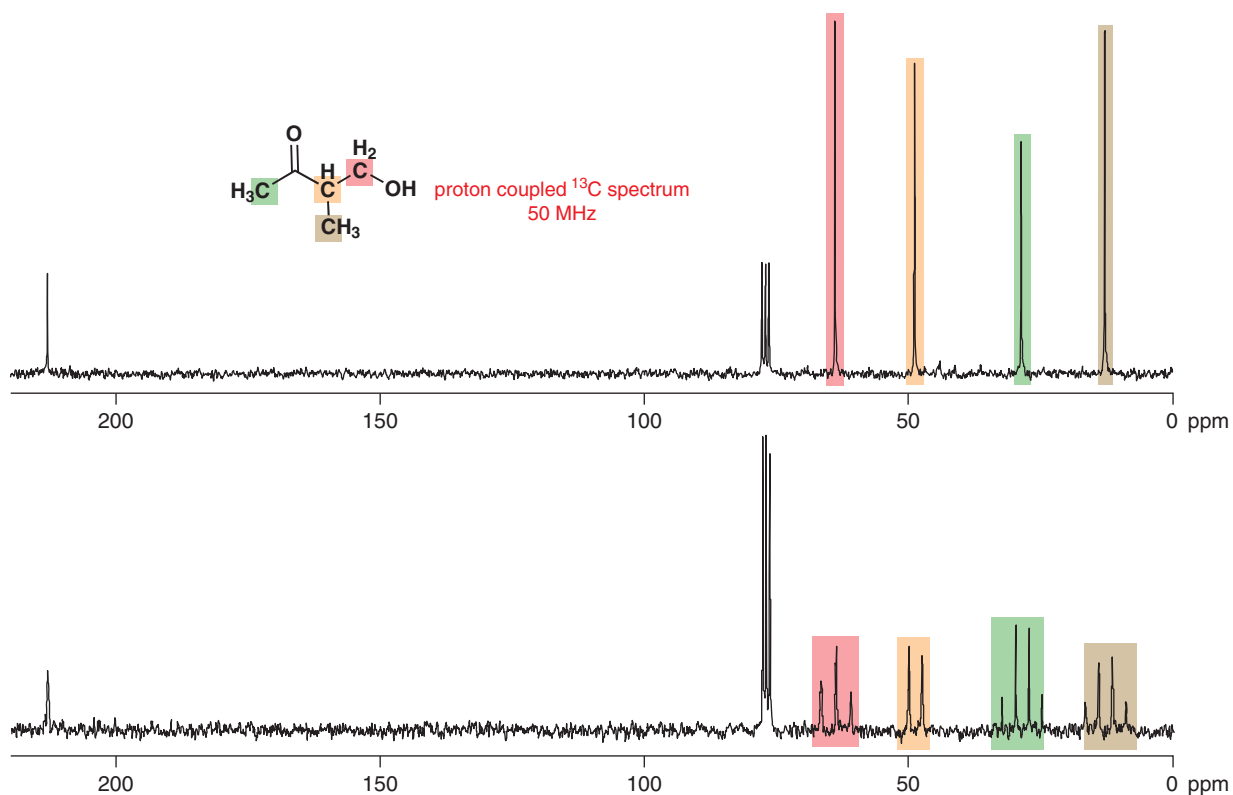 O
H₂
H C
H₃C C OH
CH₃
proton coupled ¹³C spectrum
50 MHz
200 150 100 50 0 ppm
200 150 100 50 0 ppm